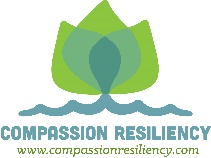 COMPASSION RESILIENCY
www.compassionresiliency.com